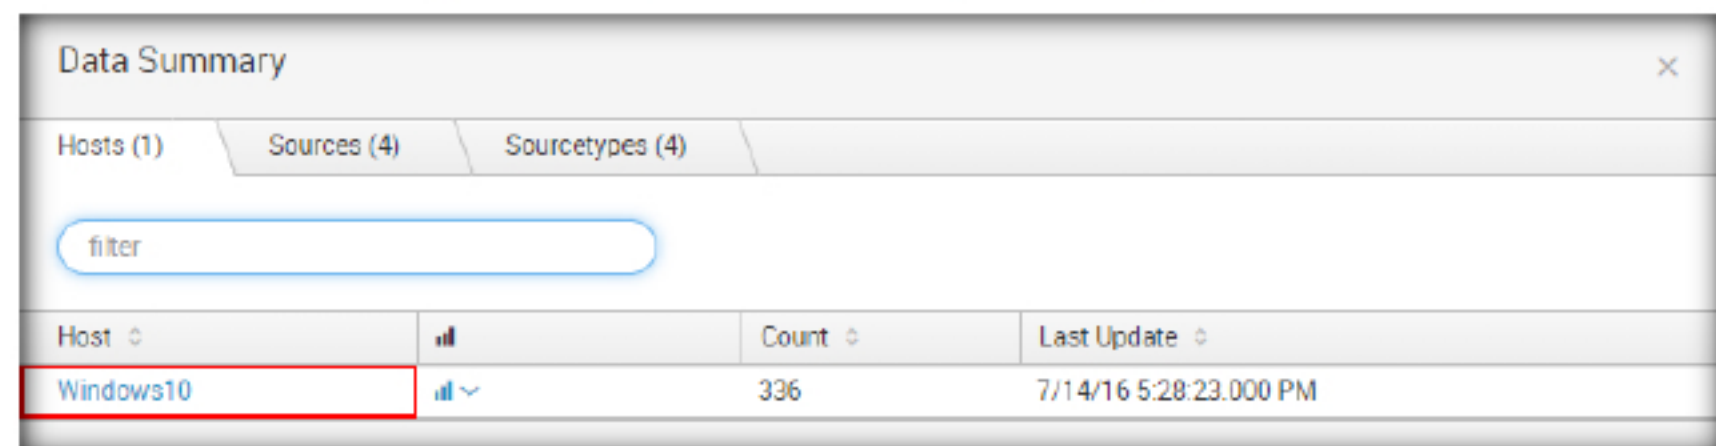 Data Summary
Hosts (1) Sources (4) Sourcetypes (4)
filter
Host Count Last Update
Windows10 336 7/14/16 5:28:23.000 PM